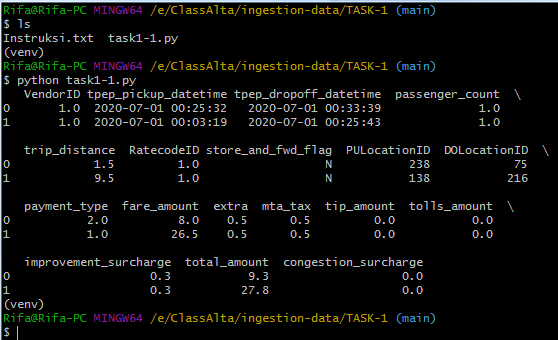 Rifa@Rifa-PC MINGW64 /e/ClassAlta/ingestion-data/TASK-1 (main)
$ ls
Instruksi.txt  task1-1.py
(venv)
Rifa@Rifa-PC MINGW64 /e/ClassAlta/ingestion-data/TASK-1 (main)
$ python task1-1.py
   VendorID tpep_pickup_datetime tpep_dropoff_datetime  passenger_count  \
0       1.0  2020-07-01 00:25:32   2020-07-01 00:33:39              1.0
1       1.0  2020-07-01 00:03:19   2020-07-01 00:25:43              1.0
   trip_distance  RatecodeID store_and_fwd_flag  PULocationID  DOLocationID  \
0            1.5         1.0                  N           238            75
1            9.5         1.0                  N           138           216
   payment_type  fare_amount  extra  mta_tax  tip_amount  tolls_amount  \
0           2.0          8.0    0.5      0.5         0.0           0.0
1           1.0         26.5    0.5      0.5         0.0           0.0
   improvement_surcharge  total_amount  congestion_surcharge
0                    0.3           9.3                   0.0
1                    0.3          27.8                   0.0
(venv)
Rifa@Rifa-PC MINGW64 /e/ClassAlta/ingestion-data/TASK-1 (main)
$